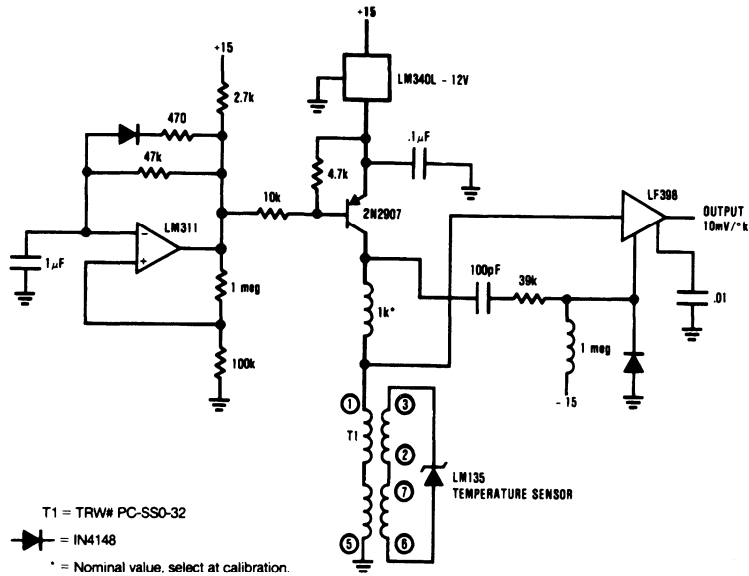 +15
+15
LM340L - 12V
2.7k
470
47k
4.7k
.1µF
10k
2N2907
LF398
OUTPUT
10mV/°k
LM311
-
+
1µF
1 meg
100k
1k*
100pF
39k
1 meg
- 15
.01
1
3
T1
2
7
5
6
LM135
TEMPERATURE SENSOR
T1 = TRW# PC-SS0-32
= IN4148
* = Nominal value, select at calibration.